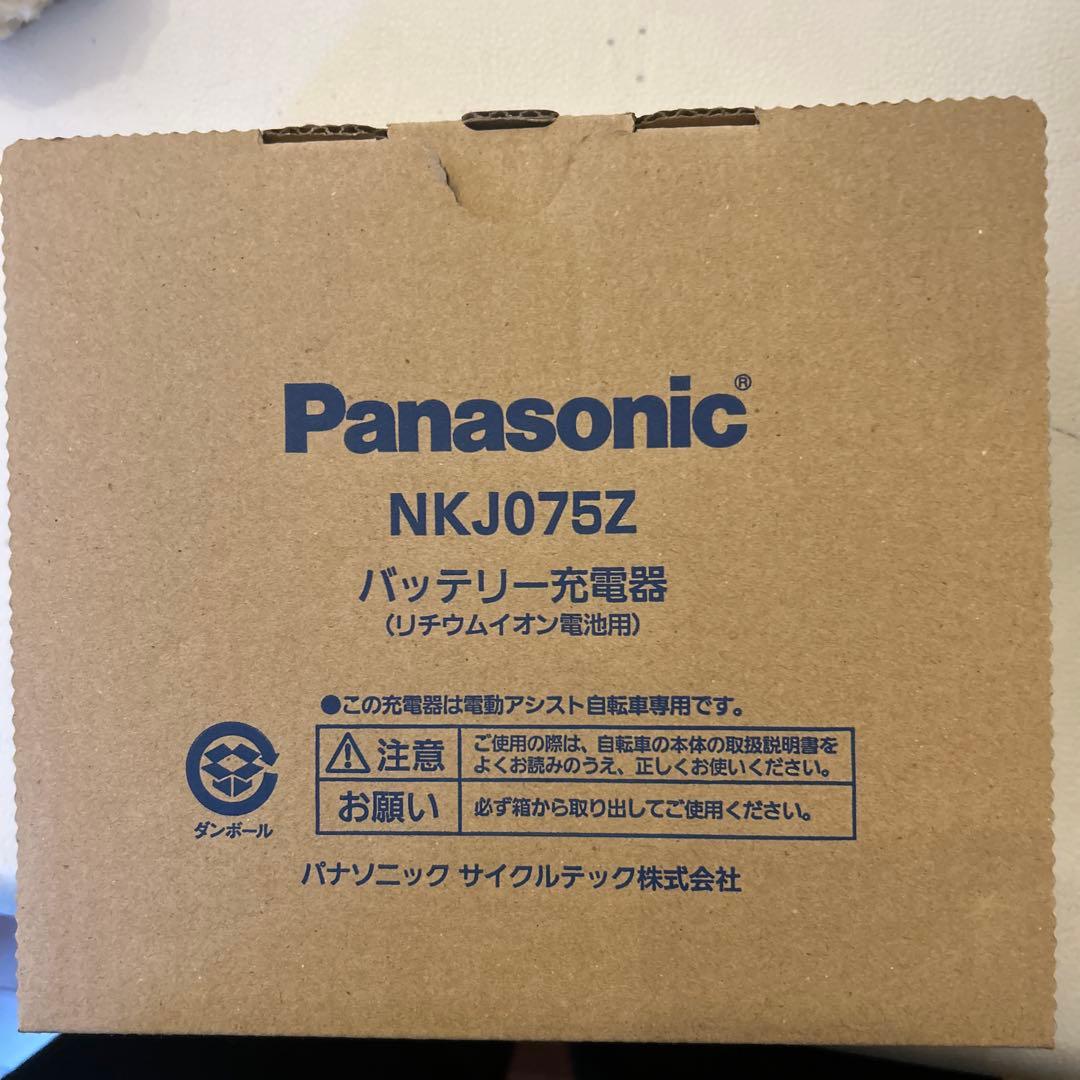 Panasonic®
NKJ075Z
バッテリー充電器
(リチウムイオン電池用)
●この充電器は電動アシスト自転車専用です。
注意
ご使用の際は、自転車の本体の取扱説明書を
よくお読みのうえ、正しくお使いください。
お願い
必ず箱から取り出してご使用ください。
ダンボール
パナソニック サイクルテック株式会社